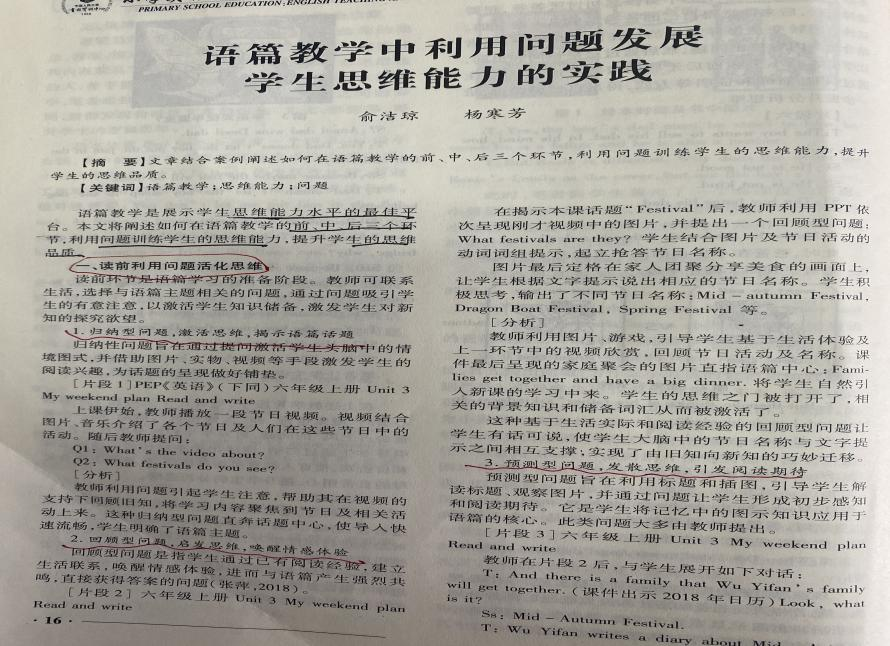 PRIMARY SCHOOL EDUCATION: ENGLISH
语篇教学中利用问题发展
学生思维能力的实践
俞洁琼 杨寒芳
【摘 要】文章结合案例阐述如何在语篇教学的前、中、后三个环节,利用问题训练学生的思维能力,提升
学生的思维品质。
【关键词】语篇教学;思维能力;问题
语篇教学是展示学生思维能力水平的最佳平
台。本文将阐述如何在语篇教学的前、中、后三个环
节,利用问题训练学生的思维能力,提升学生的思维
品质。
一、读前利用问题活化思维
读前环节是语篇学习的准备阶段。教师可联系
生活,选择与语篇主题相关的问题,通过问题吸引学
生的有意注意,以激活学生知识储备,激发学生对新
知的探究欲望。
1. 归纳型问题,激活思维,揭示语篇话题
归纳性问题旨在通过提问激活学生头脑中的情
境图式,并借助图片、实物、视频等手段激发学生的
阅读兴趣,为话题的呈现做好铺垫。
[片段1]PEP《英语》(下同)六年级上册 Unit 3
My weekend plan Read and write
上课伊始,教师播放一段节日视频。视频结合
图片、音乐介绍了各个节日及人们在这些节日中的
活动。随后教师提问:
Q1: What's the video about?
Q2: What festivals do you see?
[分析]
教师利用问题引起学生注意,帮助其在视频的
支持下回顾旧知,将学习内容聚焦到节日及相关活
动上来。这种归纳型问题直奔话题中心,使导入快
速流畅,学生明确了语篇主题。
2. 回顾型问题,启发思维,唤醒情感体验
回顾型问题是指学生通过已有阅读经验,建立
生活联系,唤醒情感体验,进而与语篇产生强烈共
鸣,直接获得答案的问题(张萍,2018)。
[片段2] 六年级上册 Unit 3 My weekend plan
Read and write
· 16 ·
在揭示本课话题“Festival”后,教师利用PPT依
次呈现刚才视频中的图片,并提出一个回顾型问题:
What festivals are they? 学生结合图片及节日活动的
动词词组提示,起立抢答节日名称。
图片最后定格在家人团聚分享美食的画面上,
让学生根据文字提示说出相应的节日名称。学生积
极思考,输出了不同节日名称:Mid-autumn Festival,
Dragon Boat Festival, Spring Festival 等。
[分析]
教师利用图片、游戏,引导学生基于生活体验及
上一环节中的视频欣赏,回顾节日活动及名称。课
件最后呈现的家庭聚会的图片直指语篇中心:Fami-
lies get together and have a big dinner. 将学生自然引
入新课的学习中来。学生的思维之门被打开了,相
关的背景知识和储备词汇从而被激活了。
这种基于生活实际和阅读经验的回顾型问题让
学生有话可说,使学生大脑中的节日名称与文字提
示之间相互支撑,实现了由旧知向新知的巧妙迁移。
3. 预测型问题,发散思维,引发阅读期待
预测型问题旨在利用标题和插图,引导学生解
读标题、观察图片,并通过问题让学生形成初步感知
和阅读期待。它是学生将记忆中的图示知识应用于
语篇的核心。此类问题大多由教师提出。
[片段3]六年级上册 Unit 3 My weekend plan
Read and write
教师在片段2后,与学生展开如下对话:
T: And there is a family that Wu Yifan's family
will get together. (课件出示2018年日历)Look, what
is it?
Ss: Mid-Autumn Festival.
T: Wu Yifan writes a diary about Mid